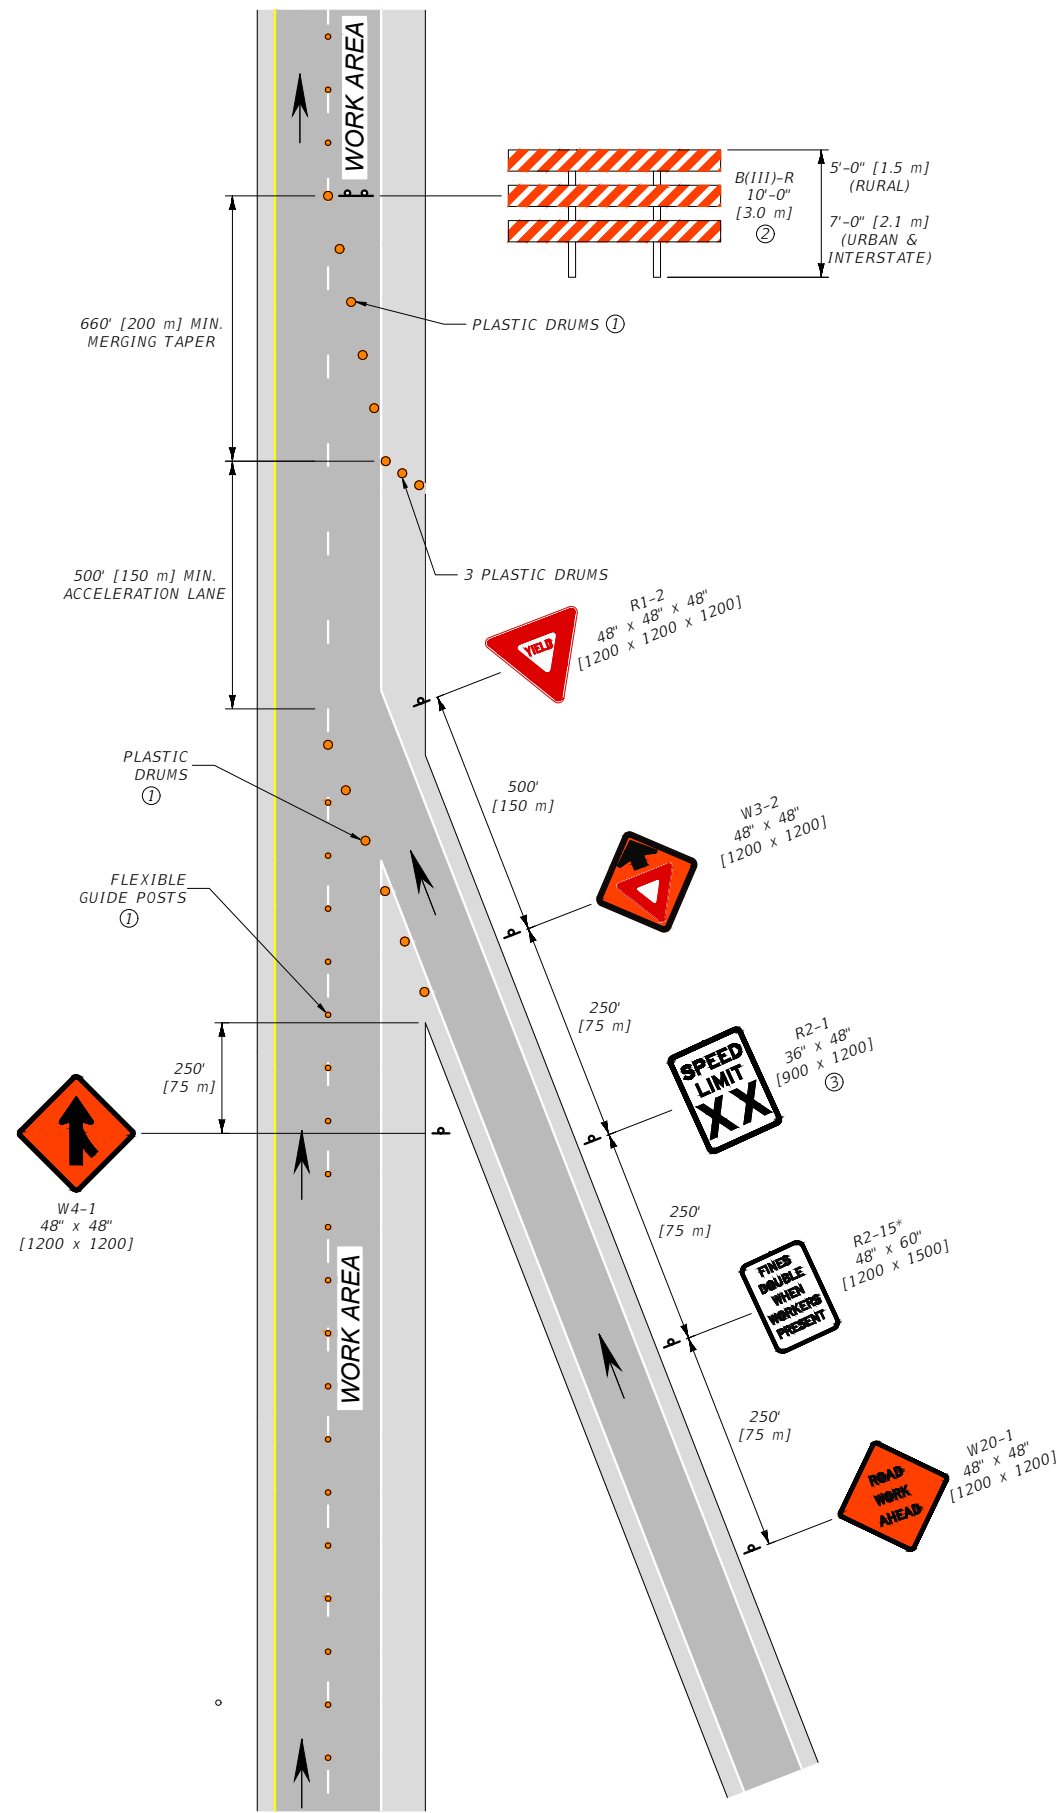 WORK AREA
B(III)-R
10'-0"
[3.0 m]
②
5'-0" [1.5 m]
(RURAL)
7'-0" [2.1 m]
(URBAN &
INTERSTATE)
660' [200 m] MIN.
MERGING TAPER
PLASTIC DRUMS ①
500' [150 m] MIN.
ACCELERATION LANE
3 PLASTIC DRUMS
R1-2
48" x 48" x 48"
[1200 x 1200 x 1200]
YIELD
PLASTIC
DRUMS
①
500'
[150 m]
W3-2
48" x 48"
[1200 x 1200]
FLEXIBLE
GUIDE POSTS
①
250'
[75 m]
R2-1
36" x 48"
[900 x 1200]
③
SPEED
LIMIT
XX
250'
[75 m]
W4-1
48" x 48"
[1200 x 1200]
250'
[75 m]
R2-15*
48" x 60"
[1200 x 1500]
FINES
DOUBLE
WHEN
WORKERS
PRESENT
WORK AREA
250'
[75 m]
W20-1
48" x 48"
[1200 x 1200]
ROAD
WORK
AHEAD